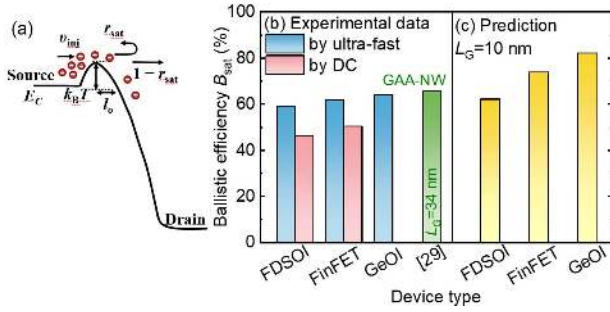 (a)
r_sat
v_inj
1 − r_sat
Source
E_C
k_BT
l_o
Drain
(b) Experimental data
by ultra-fast
by DC
GAA-NW
L_G=34 nm
Ballistic efficiency B_sat (%)
100
80
60
40
20
0
FDSOI
FinFET
GeOI
[29]
(c) Prediction
L_G=10 nm
FDSOI
FinFET
GeOI
Device type